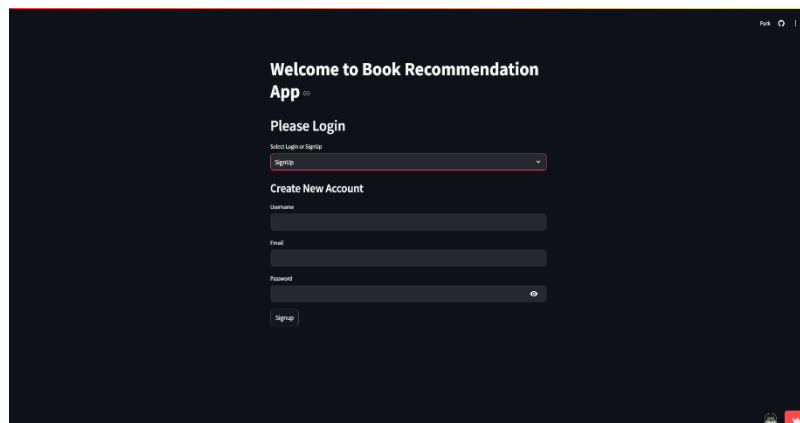 Fork
Welcome to Book Recommendation
App
Please Login
Select Login or SignUp
SignUp
Create New Account
Username
Email
Password
Signup